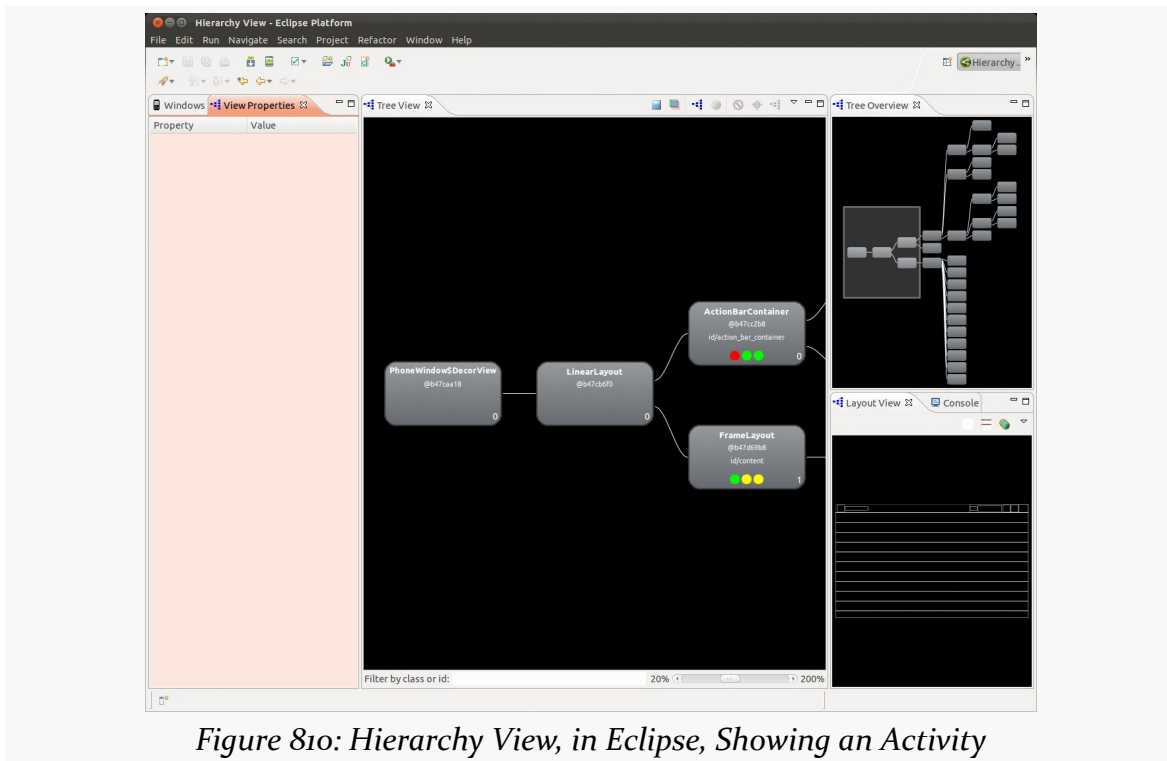 Hierarchy View - Eclipse Platform
File Edit Run Navigate Search Project Refactor Window Help
Hierarchy . »
Windows View Properties
Property Value
Tree View
PhoneWindow$DecorView
@b47caa18
0
LinearLayout
@b47cb6f0
0
ActionBarContainer
@b47cc2b8
id/action_bar_container
0
FrameLayout
@b47d69b8
id/content
1
Filter by class or id:
20%
200%
Tree Overview
Layout View Console
Figure 810: Hierarchy View, in Eclipse, Showing an Activity